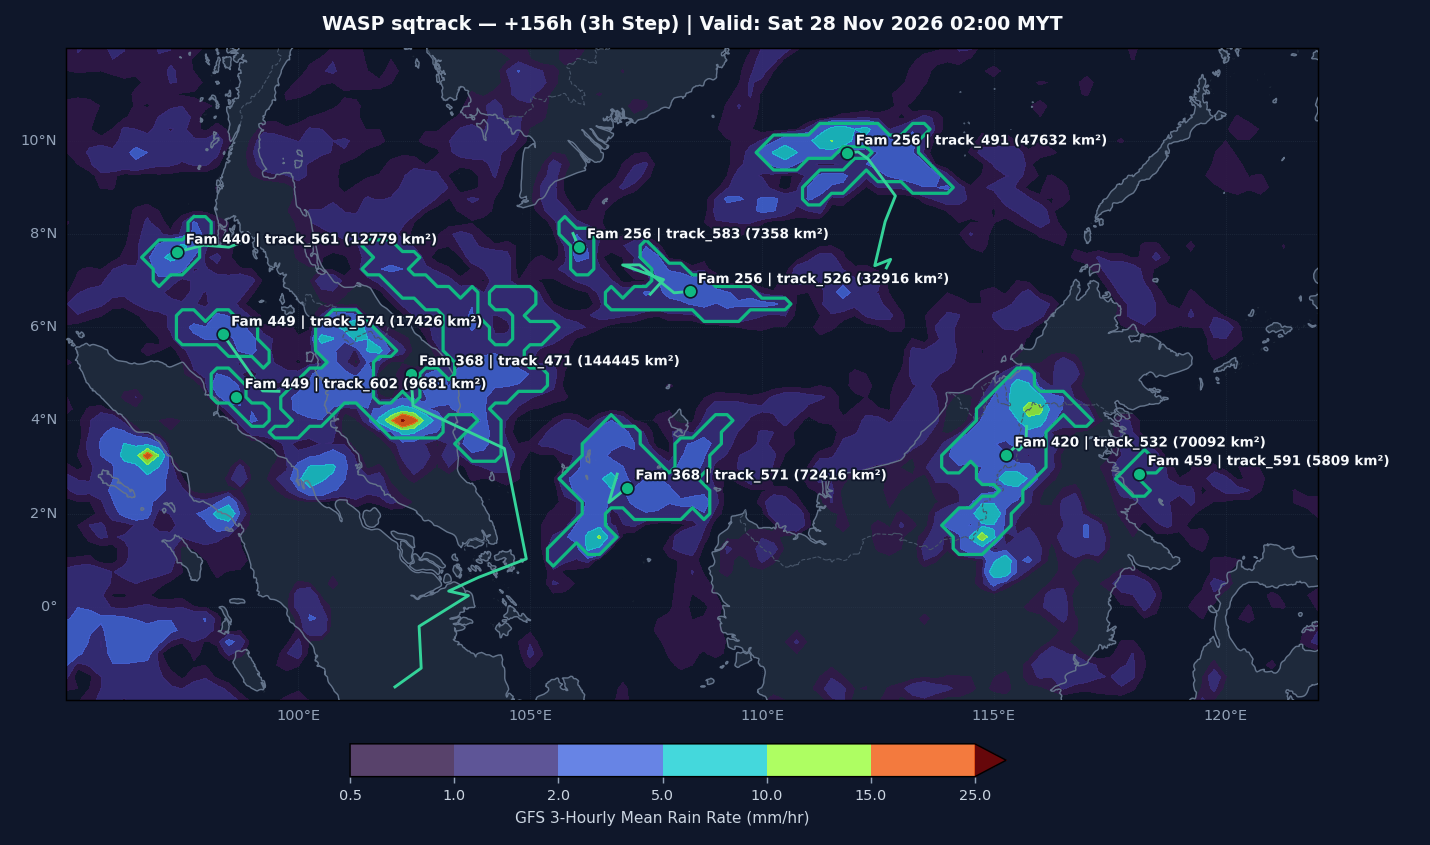 WASP sqtrack — +156h (3h Step) | Valid: Sat 28 Nov 2026 02:00 MYT
10°N
8°N
6°N
4°N
2°N
0°
Fam 256 | track_491 (47632 km²)
Fam 256 | track_583 (7358 km²)
Fam 440 | track_561 (12779 km²)
Fam 256 | track_526 (32916 km²)
Fam 449 | track_574 (17426 km²)
Fam 368 | track_471 (144445 km²)
Fam 449 | track_602 (9681 km²)
Fam 420 | track_532 (70092 km²)
Fam 459 | track_591 (5809 km²)
Fam 368 | track_571 (72416 km²)
100°E 105°E 110°E 115°E 120°E
0.5 1.0 2.0 5.0 10.0 15.0 25.0
GFS 3-Hourly Mean Rain Rate (mm/hr)